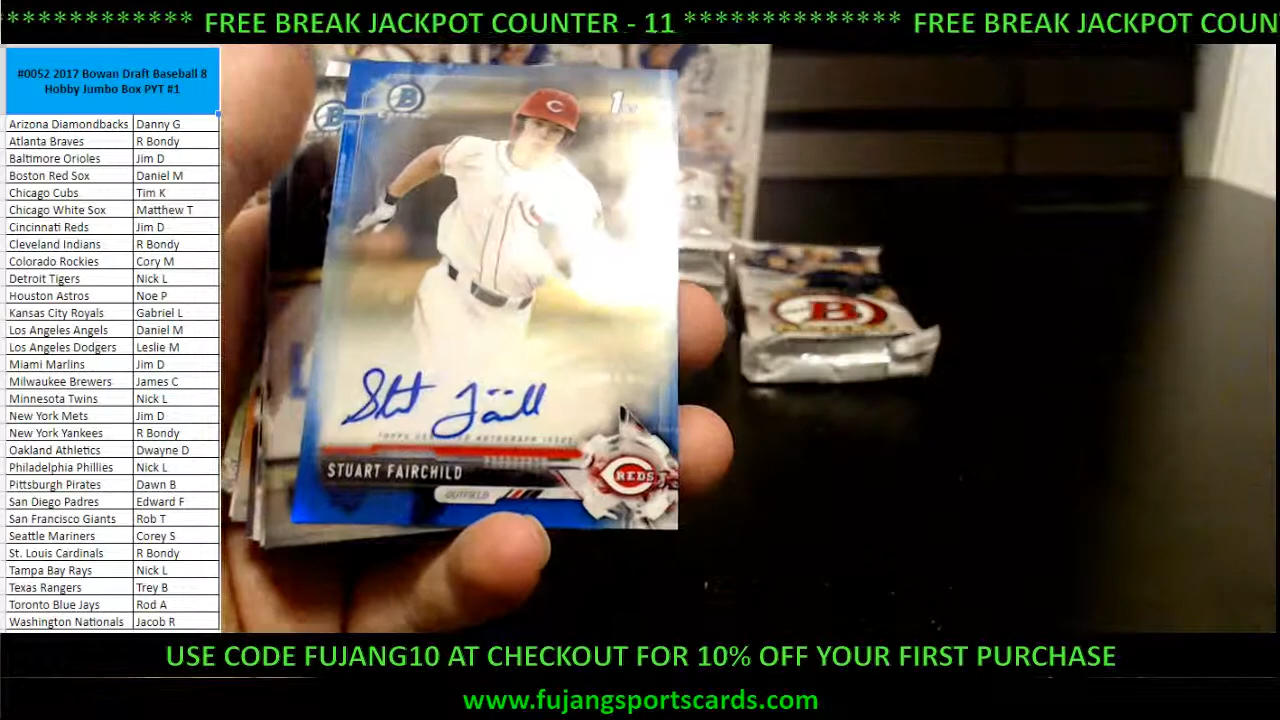 ************* FREE BREAK JACKPOT COUNTER - 11 ************** FREE BREAK JACKPOT COUN
#0052 2017 Bowan Draft Baseball 8
Hobby Jumbo Box PYT #1
Arizona Diamondbacks Danny G
Atlanta Braves R Bondy
Baltimore Orioles Jim D
Boston Red Sox Daniel M
Chicago Cubs Tim K
Chicago White Sox Matthew T
Cincinnati Reds Jim D
Cleveland Indians R Bondy
Colorado Rockies Cory M
Detroit Tigers Nick L
Houston Astros Noe P
Kansas City Royals Gabriel L
Los Angeles Angels Daniel M
Los Angeles Dodgers Leslie M
Miami Marlins Jim D
Milwaukee Brewers James C
Minnesota Twins Nick L
New York Mets Jim D
New York Yankees R Bondy
Oakland Athletics Dwayne D
Philadelphia Phillies Nick L
Pittsburgh Pirates Dawn B
San Diego Padres Edward F
San Francisco Giants Rob T
Seattle Mariners Corey S
St. Louis Cardinals R Bondy
Tampa Bay Rays Nick L
Texas Rangers Trey B
Toronto Blue Jays Rod A
Washington Nationals Jacob R
B
1st
C
STUART FAIRCHILD
OUTFIELD
REDS
B
USE CODE FUJANG10 AT CHECKOUT FOR 10% OFF YOUR FIRST PURCHASE
www.fujangsportscards.com